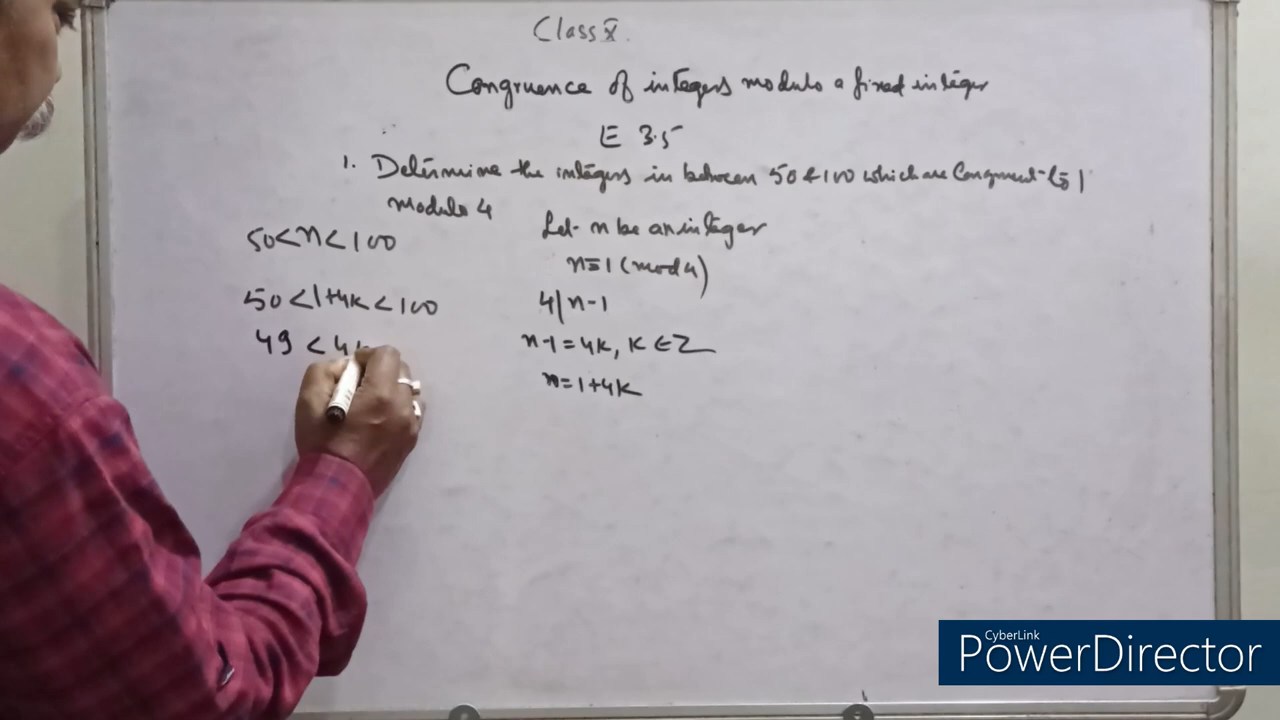 Class X.
Congruence of integers modulo a fixed integer
E 3.5
1. Determine the integers in between 50 & 100 which are Congruent to 1
modulo 4
Let n be an integer
50<n<100
n≡1 (mod 4)
50<1+4k<100
4|n-1
49<4k
n-1=4k, k∈Z
n=1+4k
CyberLink
PowerDirector